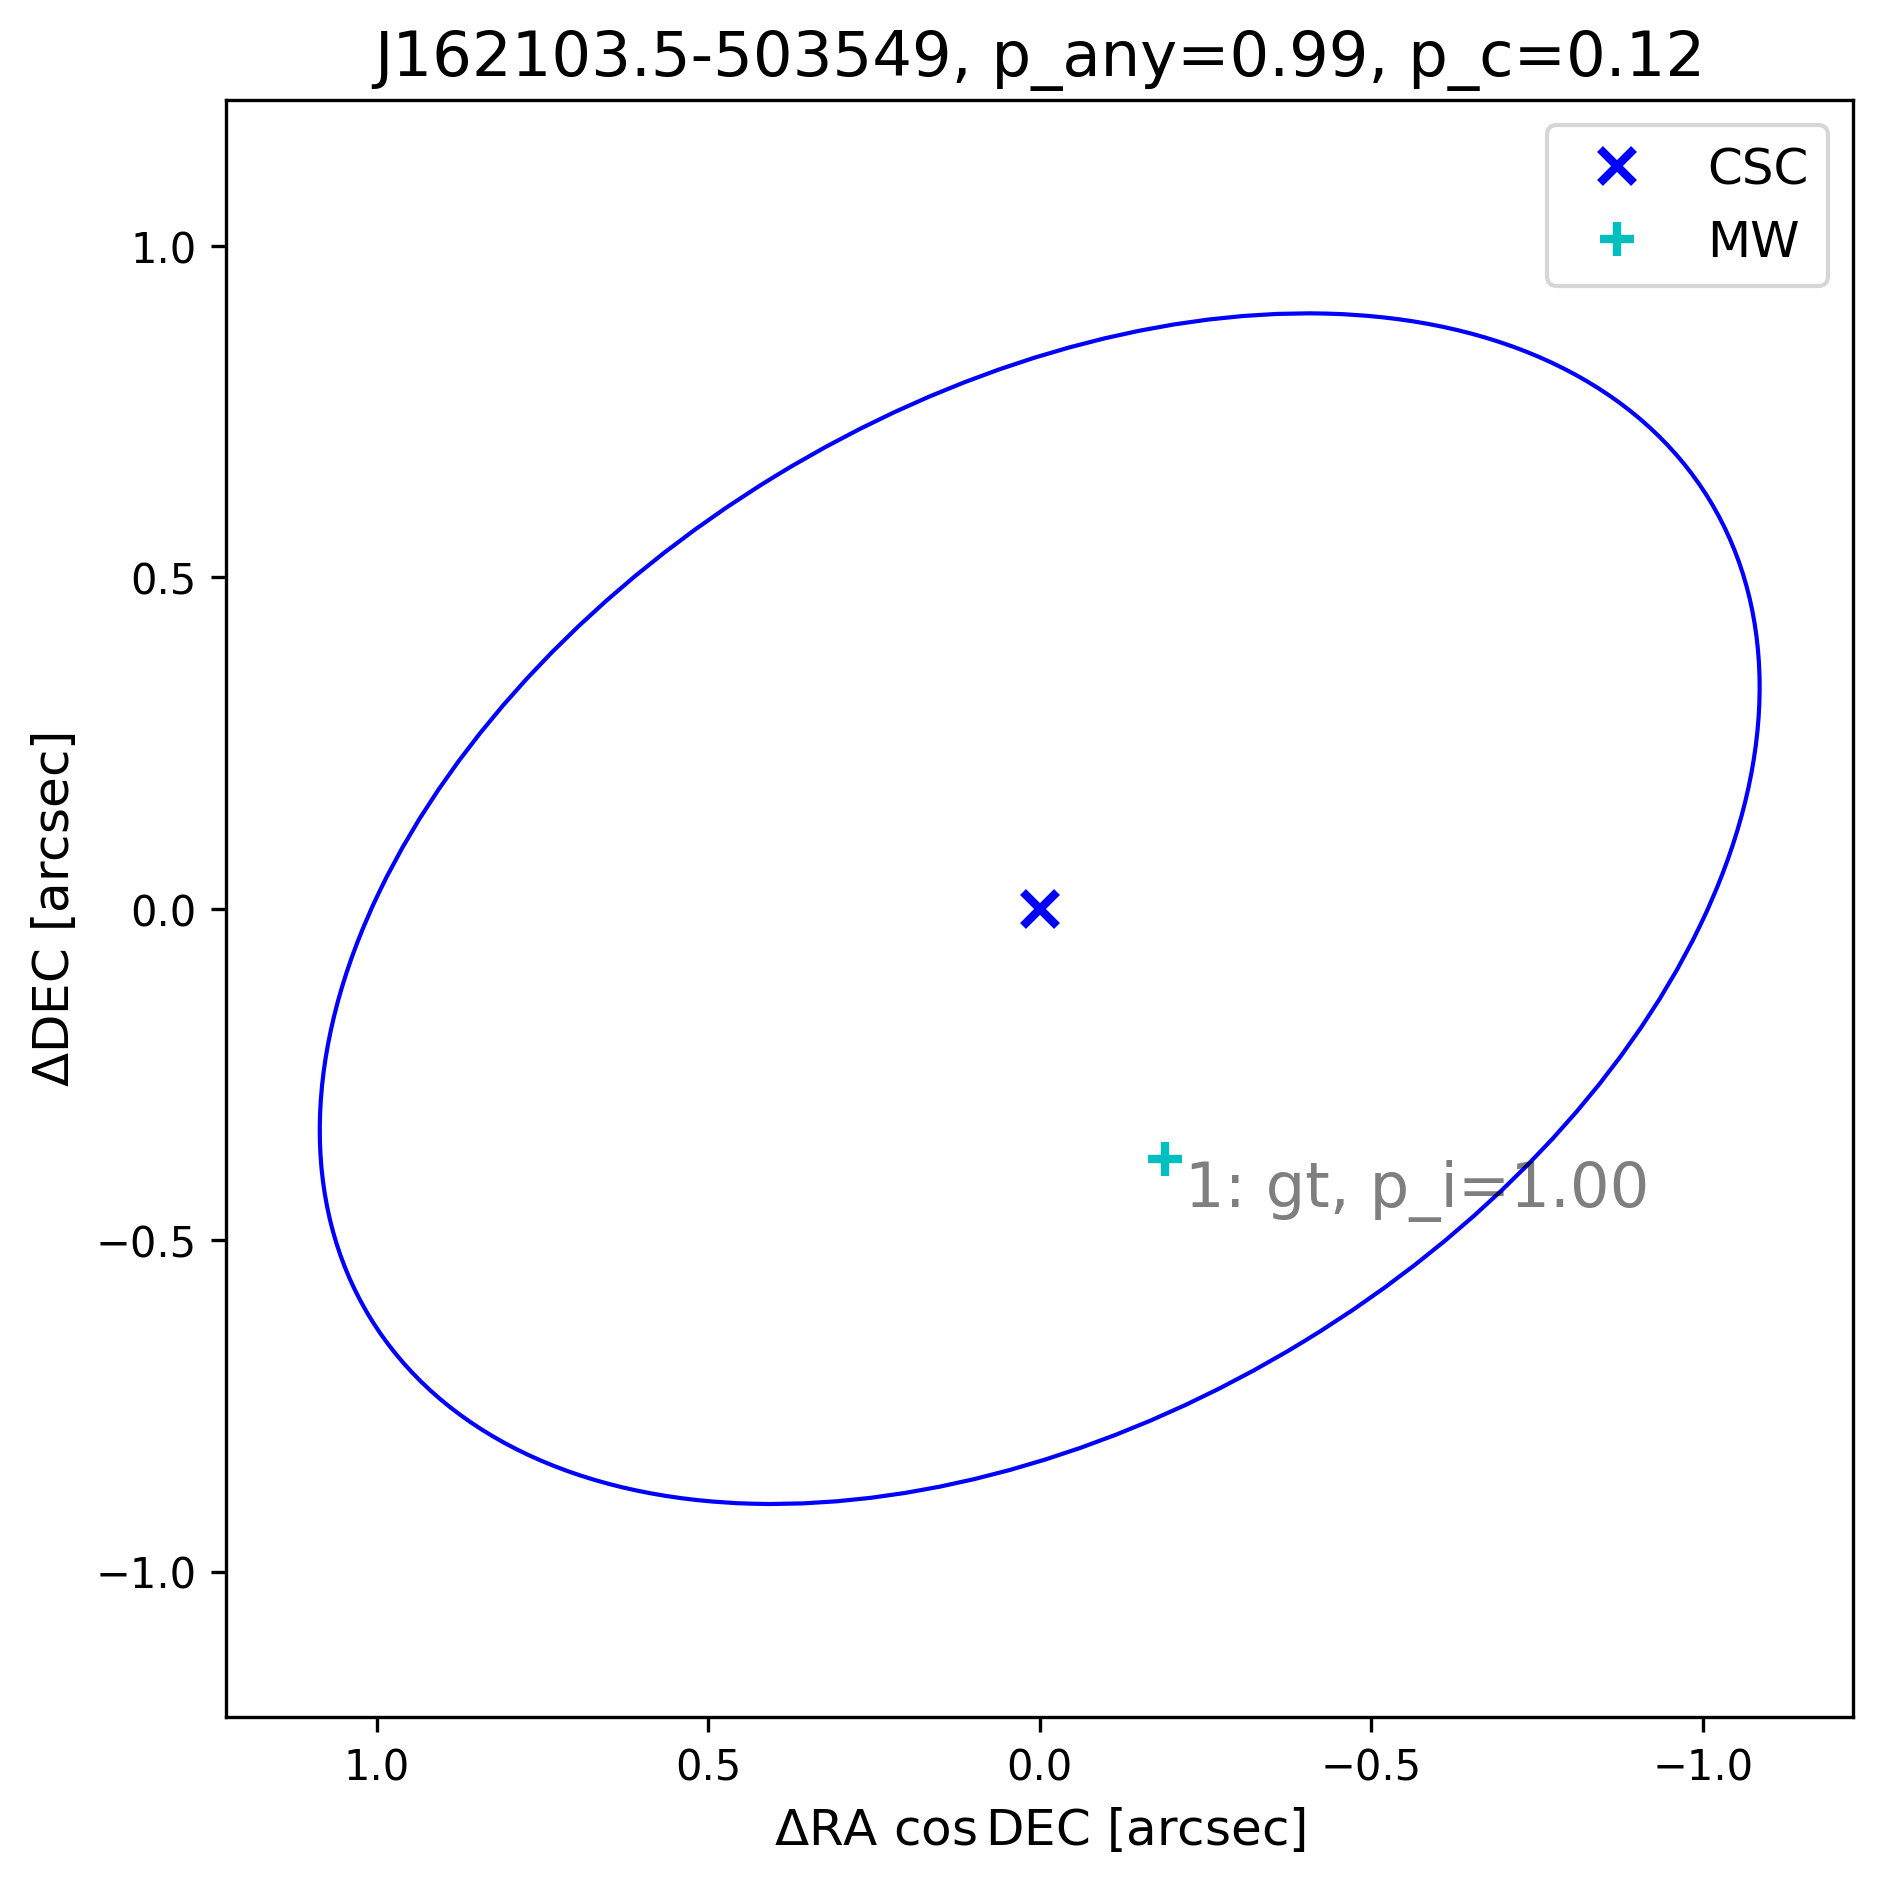 J162103.5-503549, p_any=0.99, p_c=0.12
CSC
MW
1.0
0.5
0.0
−0.5
−1.0
ΔDEC [arcsec]
1: gt, p_i=1.00
1.0
0.5
0.0
−0.5
−1.0
ΔRA cos DEC [arcsec]